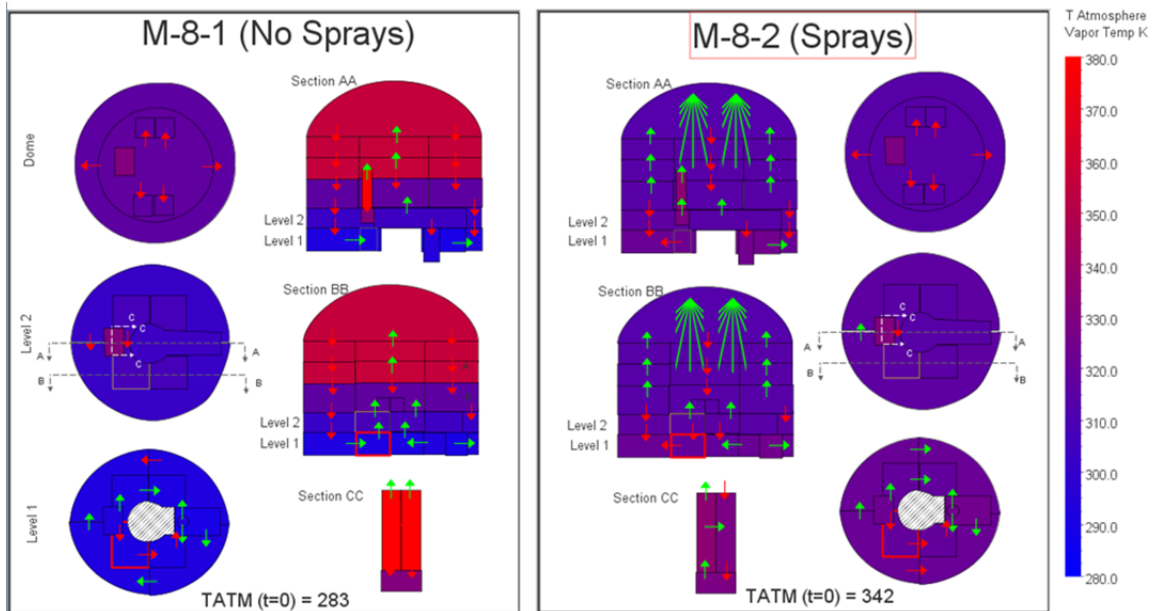 M-8-1 (No Sprays)
Dome
Section AA
Level 2
Level 1
Level 2
C
C
C
C
A
A
B
B
Section BB
Level 2
Level 1
Level 1
Section CC
TATM (t=0) = 283
M-8-2 (Sprays)
Section AA
Level 2
Level 1
Section BB
Level 2
Level 1
C
C
C
C
A
A
B
B
Section CC
TATM (t=0) = 342
T Atmosphere
Vapor Temp K
380.0
370.0
360.0
350.0
340.0
330.0
320.0
310.0
300.0
290.0
280.0